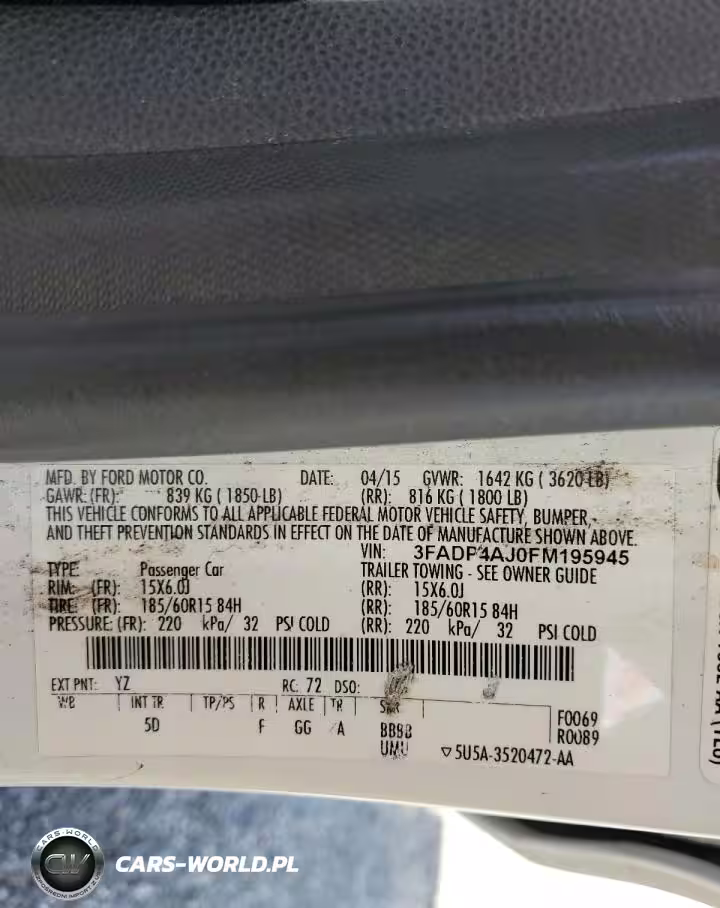 MFD. BY FORD MOTOR CO. DATE: 04/15 GVWR: 1642 KG ( 3620 LB)
GAWR: (FR): 839 KG ( 1850 LB) (RR): 816 KG ( 1800 LB)
THIS VEHICLE CONFORMS TO ALL APPLICABLE FEDERAL MOTOR VEHICLE SAFETY, BUMPER,
AND THEFT PREVENTION STANDARDS IN EFFECT ON THE DATE OF MANUFACTURE SHOWN ABOVE.
VIN: 3FADP4AJ0FM195945
TYPE: Passenger Car TRAILER TOWING - SEE OWNER GUIDE
RIM: (FR): 15X6.0J (RR): 15X6.0J
TIRE: (FR): 185/60R15 84H (RR): 185/60R15 84H
PRESSURE: (FR): 220 kPa/ 32 PSI COLD (RR): 220 kPa/ 32 PSI COLD
EXT PNT: YZ RC: 72 DSO:
WB INT TR TP/PS R AXLE TR
5D F GG A BBBB
UMU
F0069
R0089
▽5U5A-3520472-AA
CARS-WORLD
CW
CARS-WORLD.PL